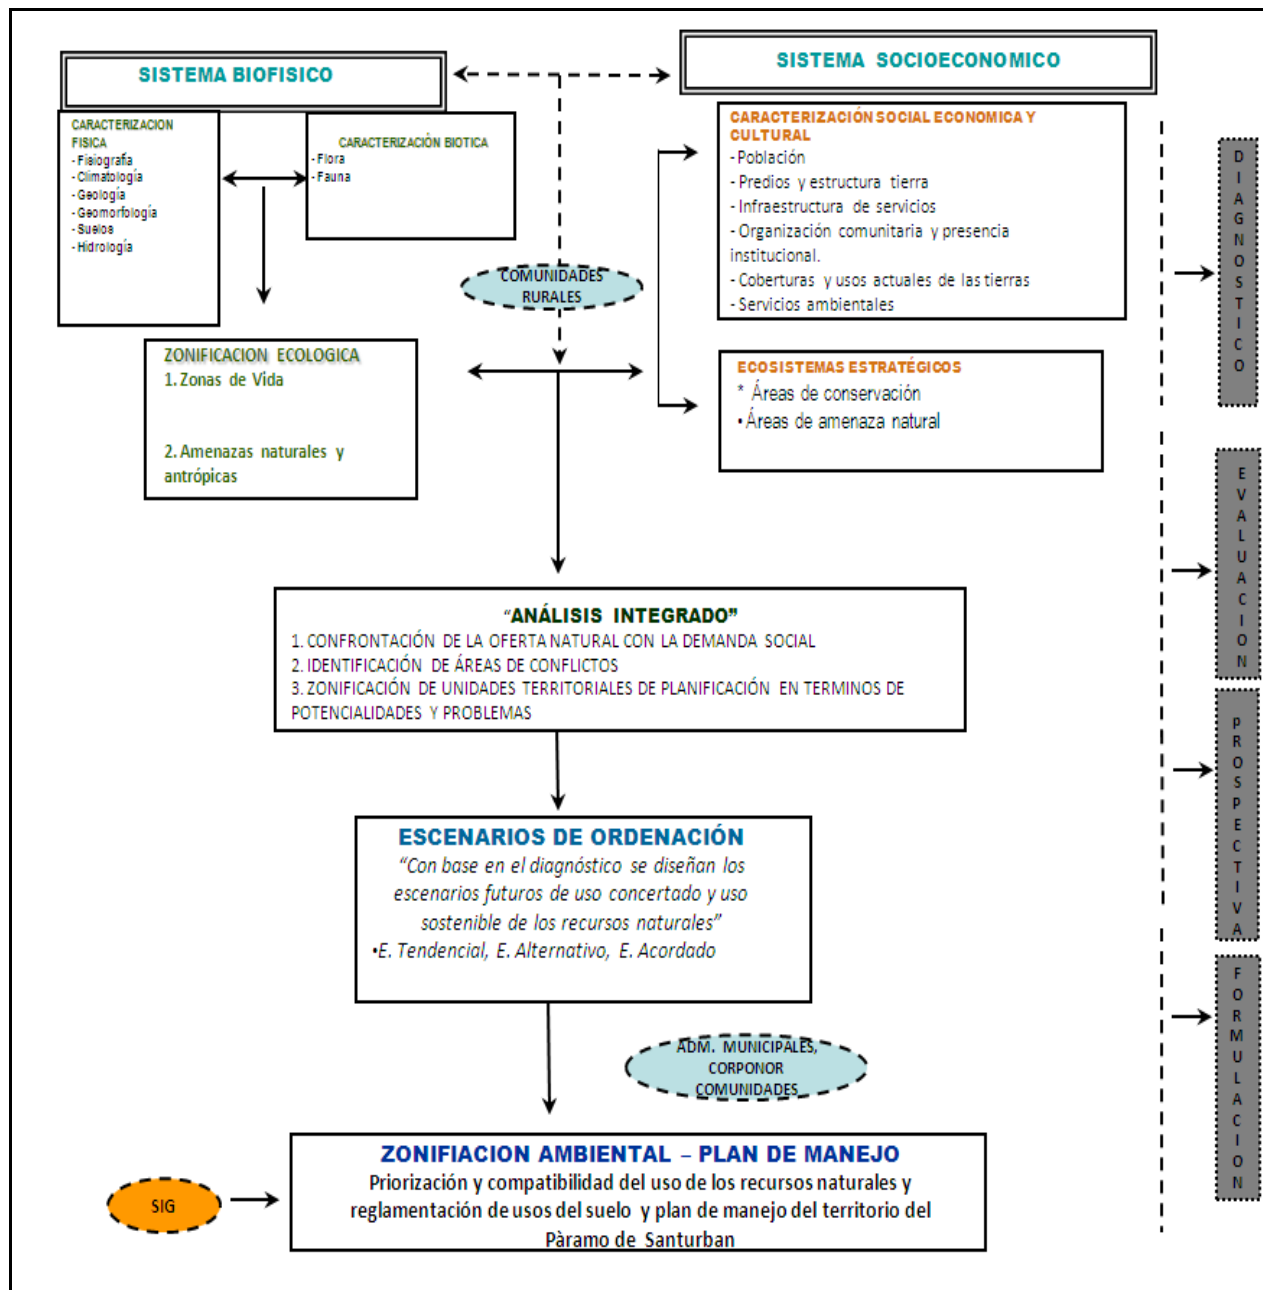 SISTEMA BIOFISICO
SISTEMA SOCIOECONOMICO
CARACTERIZACION
FISICA
- Fisiografía
- Climatología
- Geología
- Geomorfología
- Suelos
- Hidrología
CARACTERIZACIÒN BIOTICA
- Flora
- Fauna
CARACTERIZACIÓN SOCIAL ECONOMICA Y
CULTURAL
- Población
- Predios y estructura tierra
- Infraestructura de servicios
- Organización comunitaria y presencia
institucional.
- Coberturas y usos actuales de las tierras
- Servicios ambientales
COMUNIDADES
RURALES
ZONIFICACION ECOLOGICA
1. Zonas de Vida
2. Amenazas naturales y
antrópicas
ECOSISTEMAS ESTRATÉGICOS
* Áreas de conservación
•Áreas de amenaza natural
“ANÁLISIS INTEGRADO”
1. CONFRONTACIÓN DE LA OFERTA NATURAL CON LA DEMANDA SOCIAL
2. IDENTIFICACIÓN DE ÁREAS DE CONFLICTOS
3. ZONIFICACIÓN DE UNIDADES TERRITORIALES DE PLANIFICACIÓN EN TERMINOS DE
POTENCIALIDADES Y PROBLEMAS
ESCENARIOS DE ORDENACIÓN
“Con base en el diagnóstico se diseñan los
escenarios futuros de uso concertado y uso
sostenible de los recursos naturales”
•E. Tendencial, E. Alternativo, E. Acordado
ADM. MUNICIPALES,
CORPONOR
COMUNIDADES
ZONIFIACION AMBIENTAL – PLAN DE MANEJO
Priorización y compatibilidad del uso de los recursos naturales y
reglamentación de usos del suelo y plan de manejo del territorio del
Pàramo de Santurban
SIG
DIAGNOSTICO
EVALUACION
pROSPECTIVA
FORMULACION